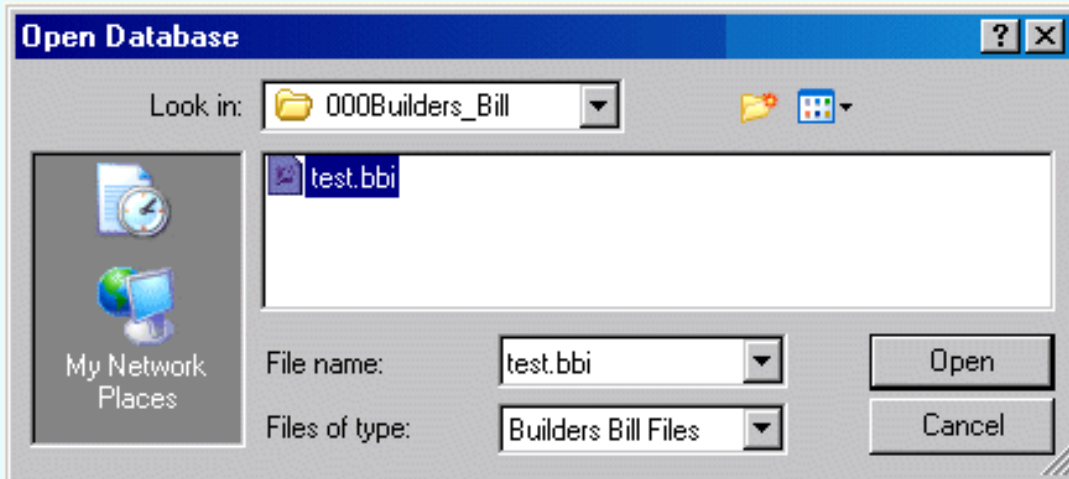 Open Database
Look in: 000Builders_Bill
test.bbi
My Network
Places
File name: test.bbi Open
Files of type: Builders Bill Files Cancel